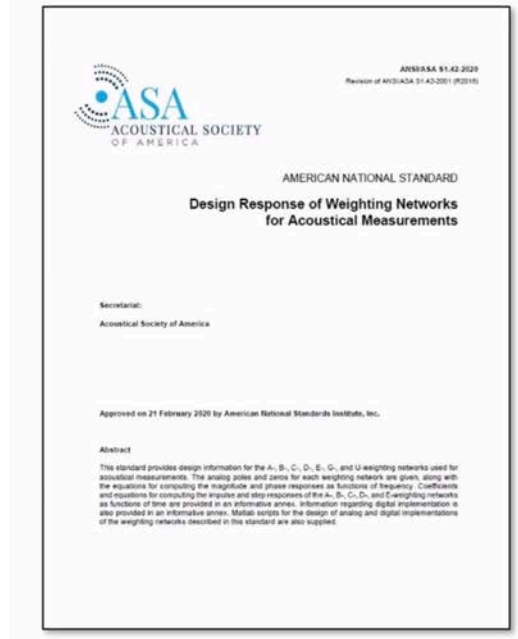 ANSI/ASA S1.42-2020
Revision of ANSI/ASA S1.42-2001 (R2016)
ASA
ACOUSTICAL SOCIETY
OF AMERICA
AMERICAN NATIONAL STANDARD
Design Response of Weighting Networks
for Acoustical Measurements
Secretariat:
Acoustical Society of America
Approved on 21 February 2020 by American National Standards Institute, Inc.
Abstract
This standard provides design information for the A-, B-, C-, D-, E-, G-, and U-weighting networks used for
acoustical measurements. The analog poles and zeros for each weighting network are given, along with
the equations for computing the magnitude and phase responses as functions of frequency. Coefficients
and equations for computing the impulse and step responses of the A-, B-, C-, D-, and E-weighting networks
as functions of time are provided in an informative annex. Information regarding digital implementation is
also provided in an informative annex. Matlab scripts for the design of analog and digital implementations
of the weighting networks described in this standard are also supplied.